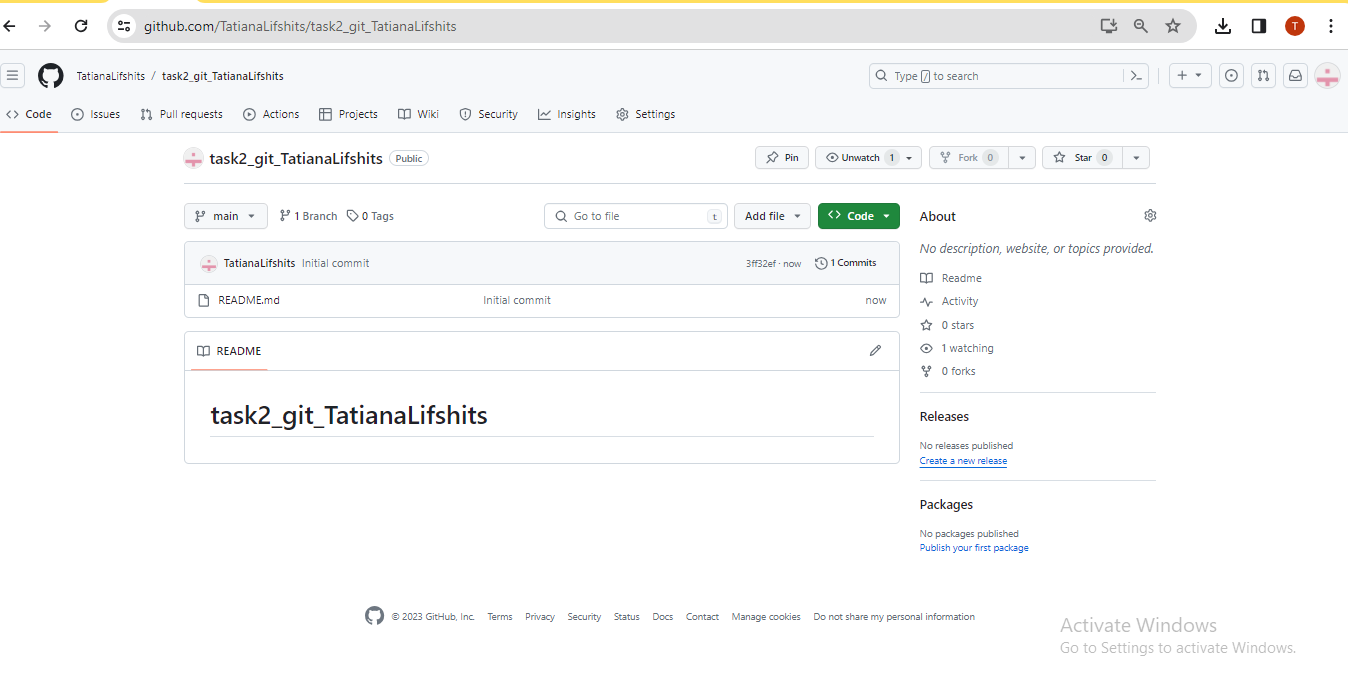 github.com/TatianaLifshits/task2_git_TatianaLifshits
T
TatianaLifshits / task2_git_TatianaLifshits
Type / to search
Code Issues Pull requests Actions Projects Wiki Security Insights Settings
task2_git_TatianaLifshits Public
Pin Unwatch 1 Fork 0 Star 0
main 1 Branch 0 Tags
Go to file t Add file Code
TatianaLifshits Initial commit 3ff32ef · now 1 Commits
README.md Initial commit now
README
task2_git_TatianaLifshits
About
No description, website, or topics provided.
Readme
Activity
0 stars
1 watching
0 forks
Releases
No releases published
Create a new release
Packages
No packages published
Publish your first package
© 2023 GitHub, Inc. Terms Privacy Security Status Docs Contact Manage cookies Do not share my personal information
Activate Windows
Go to Settings to activate Windows.